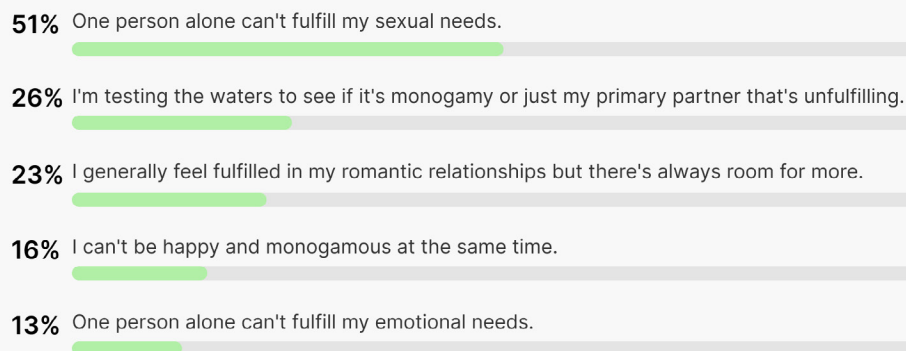 51% One person alone can't fulfill my sexual needs.
26% I'm testing the waters to see if it's monogamy or just my primary partner that's unfulfilling.
23% I generally feel fulfilled in my romantic relationships but there's always room for more.
16% I can't be happy and monogamous at the same time.
13% One person alone can't fulfill my emotional needs.